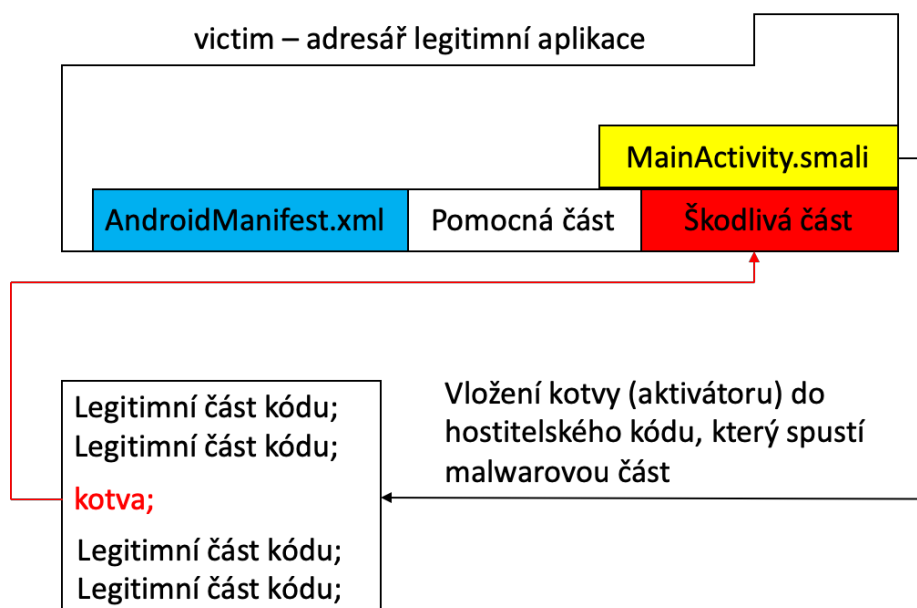 victim – adresář legitimní aplikace
MainActivity.smali
AndroidManifest.xml
Pomocná část
Škodlivá část
Legitimní část kódu;
Legitimní část kódu;
kotva;
Legitimní část kódu;
Legitimní část kódu;
Vložení kotvy (aktivátoru) do
hostitelského kódu, který spustí
malwarovou část